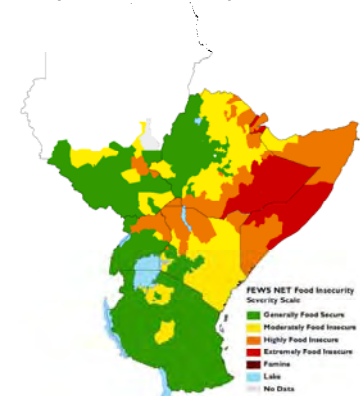 FEWS NET Food Insecurity
Severity Scale
Generally Food Secure
Moderately Food Insecure
Highly Food Insecure
Extremely Food Insecure
Famine
Lake
No Data